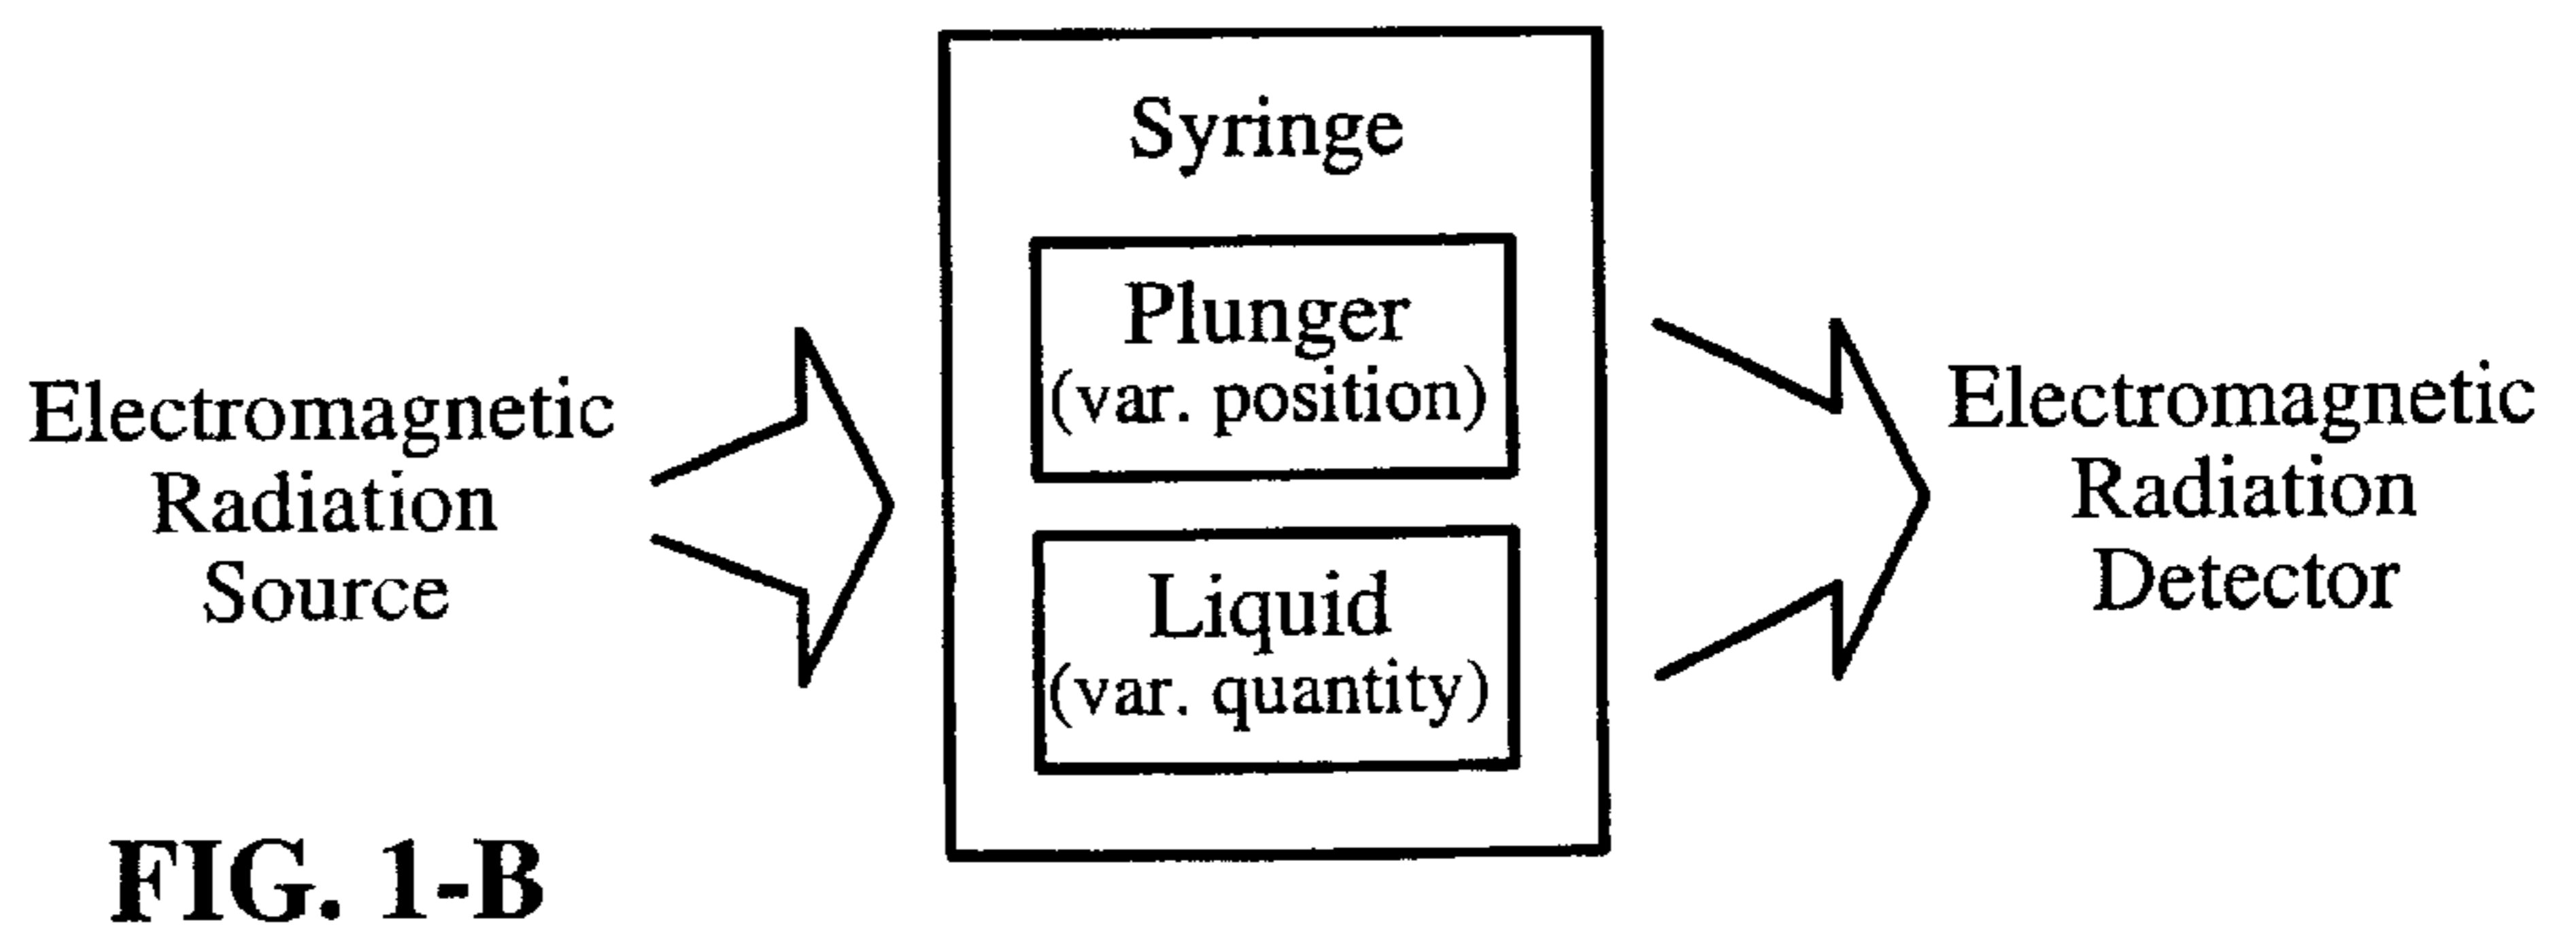 Syringe
Plunger
(var. position)
Liquid
(var. quantity)
Electromagnetic
Radiation
Source
Electromagnetic
Radiation
Detector
FIG. 1-B